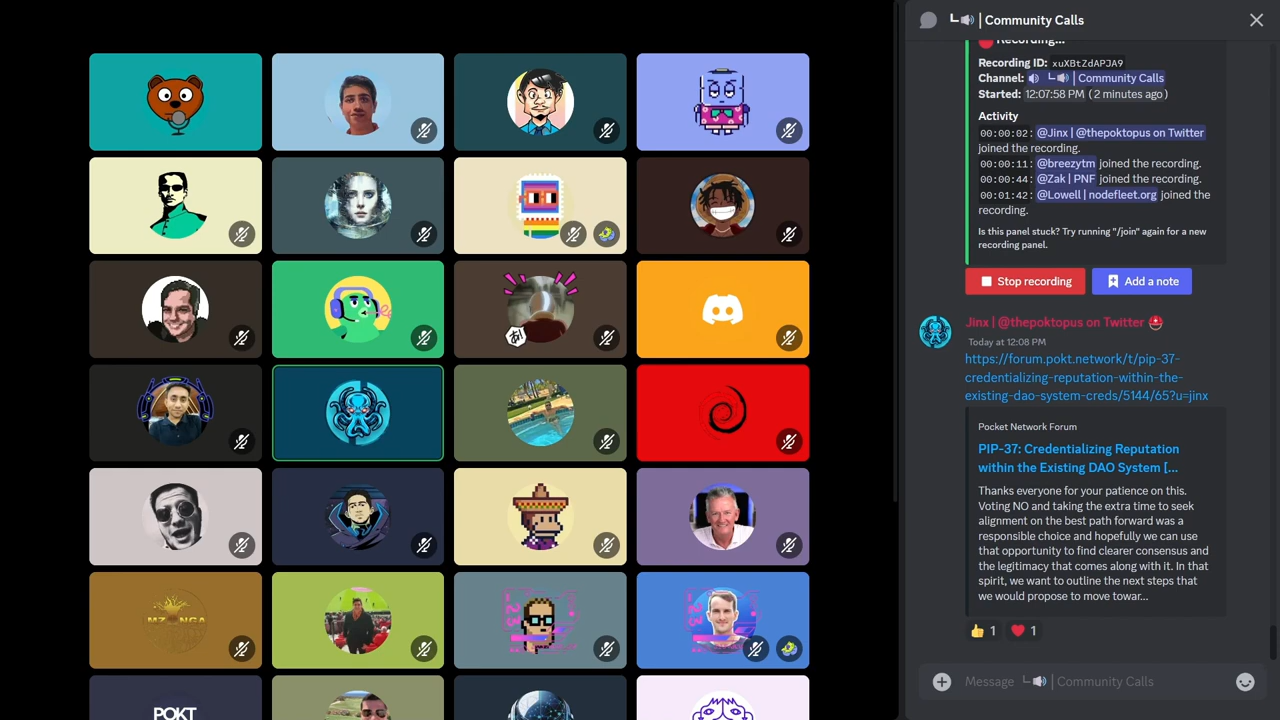 ┗🔊 | Community Calls
Recording...
Recording ID: xuXBtZdAPJA9
Channel: ┗🔊 | Community Calls
Started: 12:07:58 PM ( 2 minutes ago )
Activity
00:00:02: @Jinx | @thepoktopus on Twitter
joined the recording.
00:00:11: @breezytm joined the recording.
00:00:44: @Zak | PNF joined the recording.
00:01:42: @Lowell | nodefleet.org joined the
recording.
Is this panel stuck? Try running "/join" again for a new
recording panel.
Stop recording
Add a note
Jinx | @thepoktopus on Twitter
Today at 12:08 PM
https://forum.pokt.network/t/pip-37-
credentializing-reputation-within-the-
existing-dao-system-creds/5144/65?u=jinx
Pocket Network Forum
PIP-37: Credentializing Reputation
within the Existing DAO System [...
Thanks everyone for your patience on this.
Voting NO and taking the extra time to seek
alignment on the best path forward was a
responsible choice and hopefully we can use
that opportunity to find clearer consensus and
the legitimacy that comes along with it. In that
spirit, we want to outline the next steps that
we would propose to move towar...
👍 1 ❤️ 1
Message ┗🔊 | Community Calls
あ!
POKT